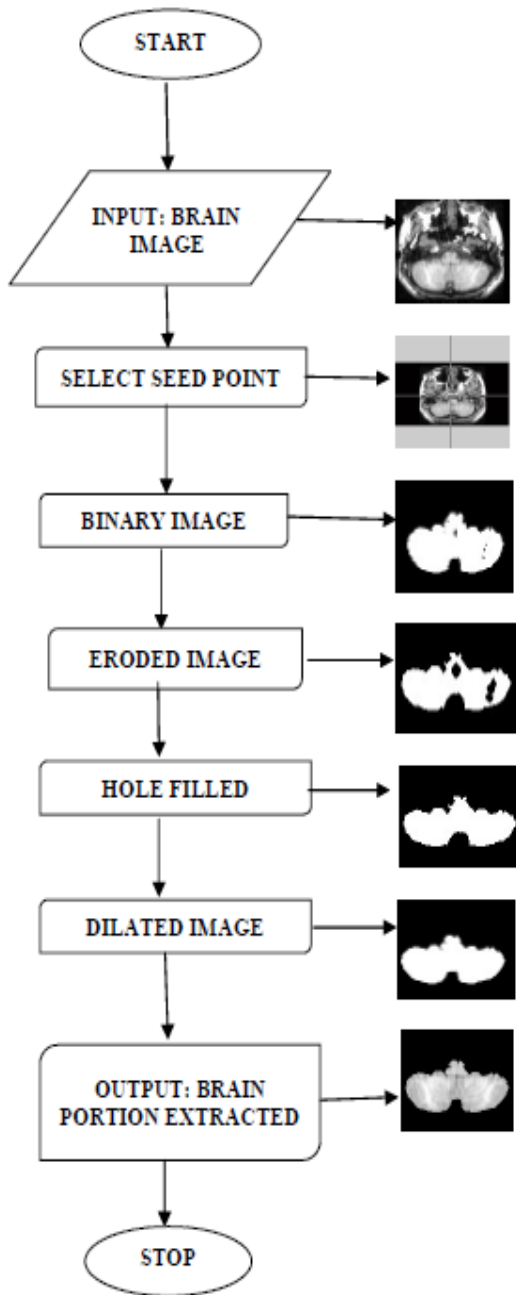 START
INPUT: BRAIN
IMAGE
SELECT SEED POINT
BINARY IMAGE
ERODED IMAGE
HOLE FILLED
DILATED IMAGE
OUTPUT: BRAIN
PORTION EXTRACTED
STOP